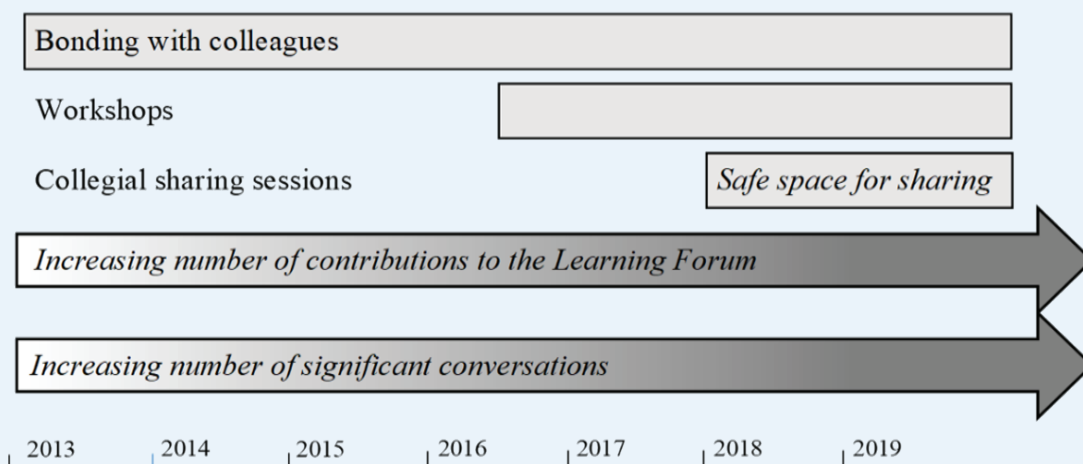 Bonding with colleagues
Workshops
Collegial sharing sessions
Safe space for sharing
Increasing number of contributions to the Learning Forum
Increasing number of significant conversations
2013 2014 2015 2016 2017 2018 2019